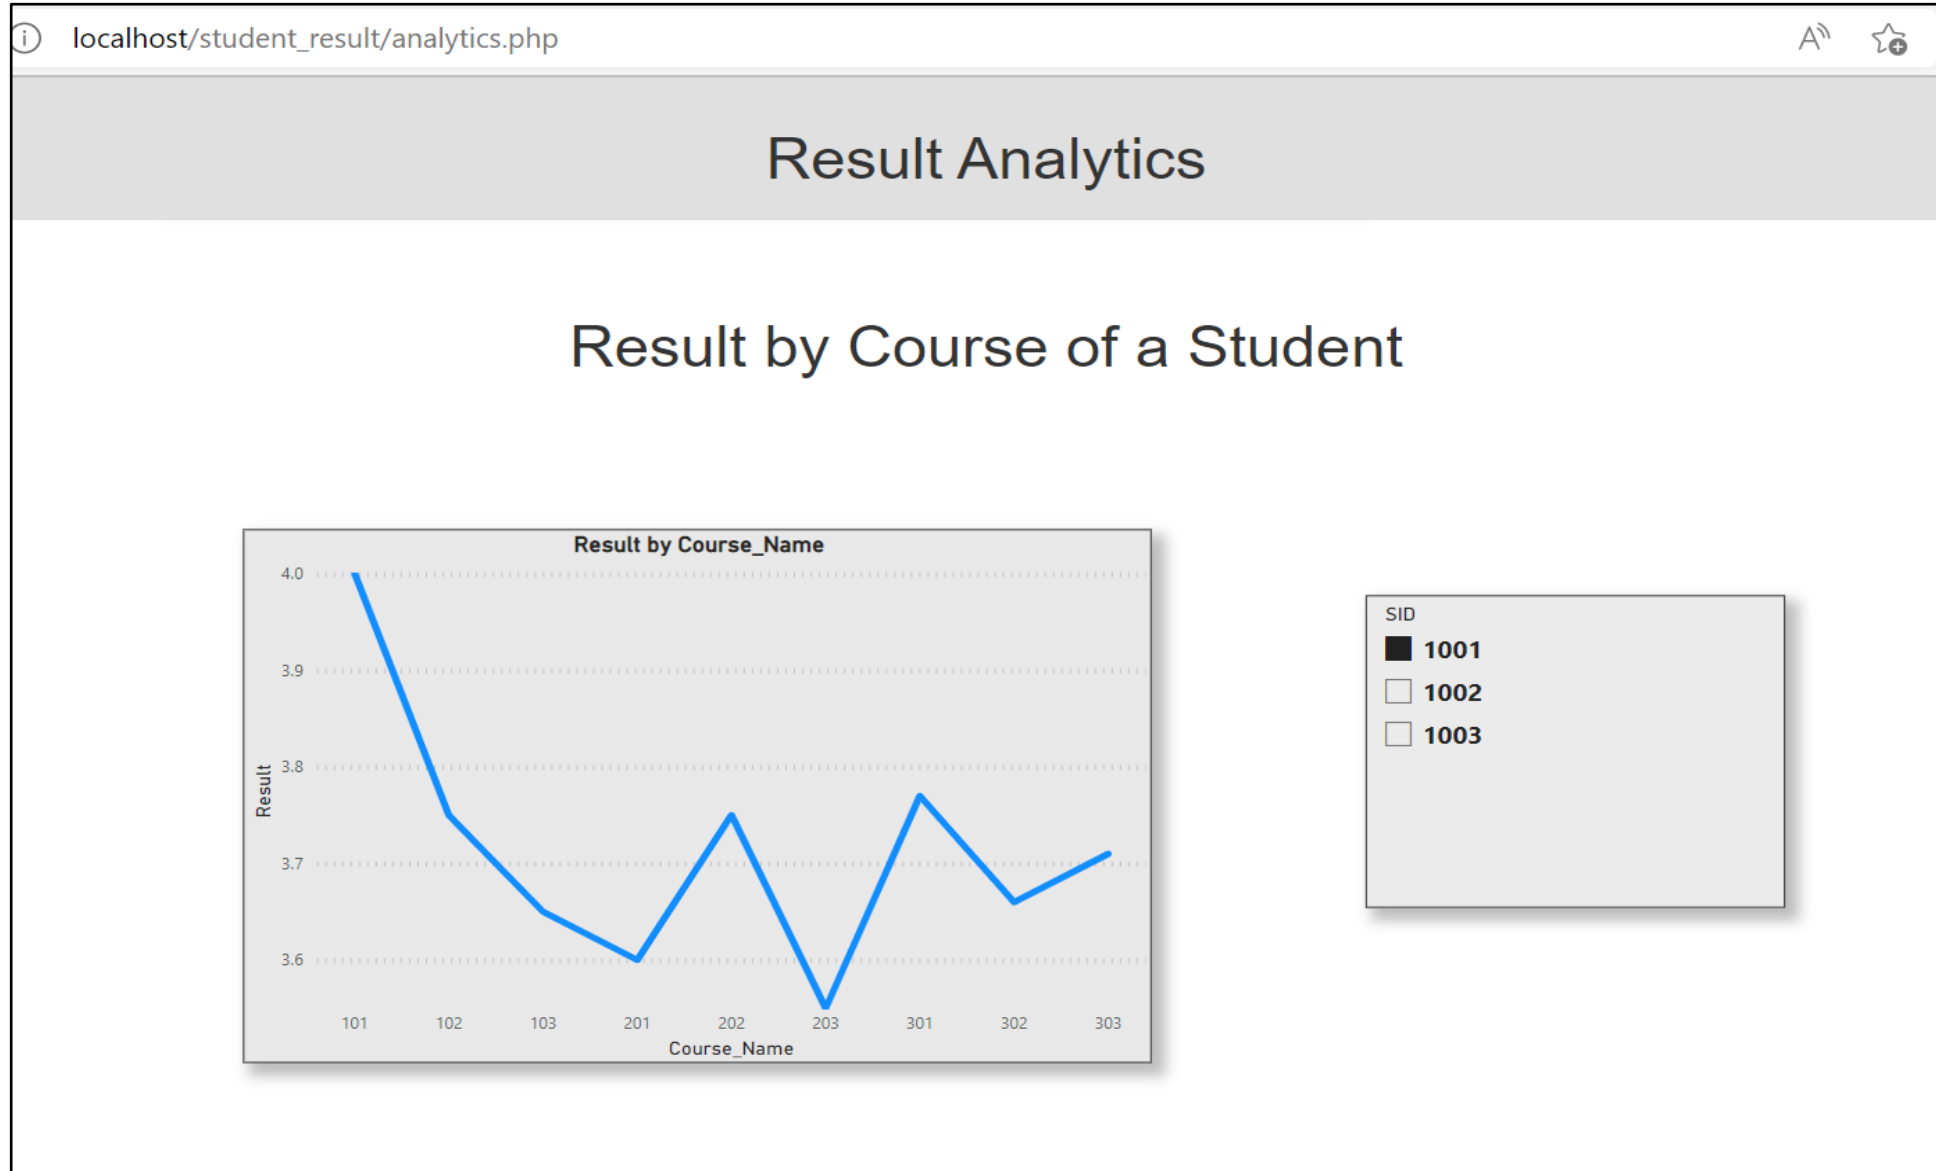 localhost/student_result/analytics.php
Result Analytics
Result by Course of a Student
Result by Course_Name
4.0
3.9
3.8
3.7
3.6
Result
101 102 103 201 202 203 301 302 303
Course_Name
SID
1001
1002
1003